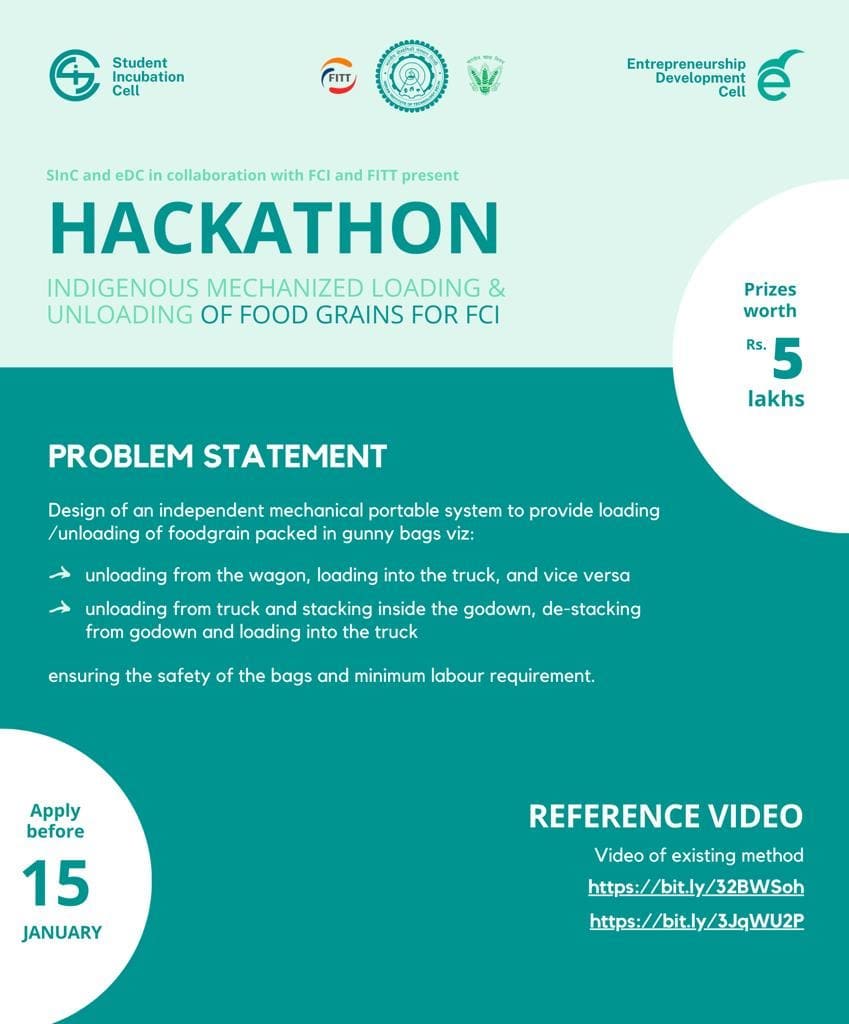 Student
Incubation
Cell
FITT
Entrepreneurship
Development
Cell
SInC and eDC in collaboration with FCI and FITT present
HACKATHON
INDIGENOUS MECHANIZED LOADING &
UNLOADING OF FOOD GRAINS FOR FCI
Prizes
worth
Rs. 5
lakhs
PROBLEM STATEMENT
Design of an independent mechanical portable system to provide loading
/unloading of foodgrain packed in gunny bags viz:
unloading from the wagon, loading into the truck, and vice versa
unloading from truck and stacking inside the godown, de-stacking
from godown and loading into the truck
ensuring the safety of the bags and minimum labour requirement.
Apply
before
15
JANUARY
REFERENCE VIDEO
Video of existing method
https://bit.ly/32BWSoh
https://bit.ly/3JqWU2P